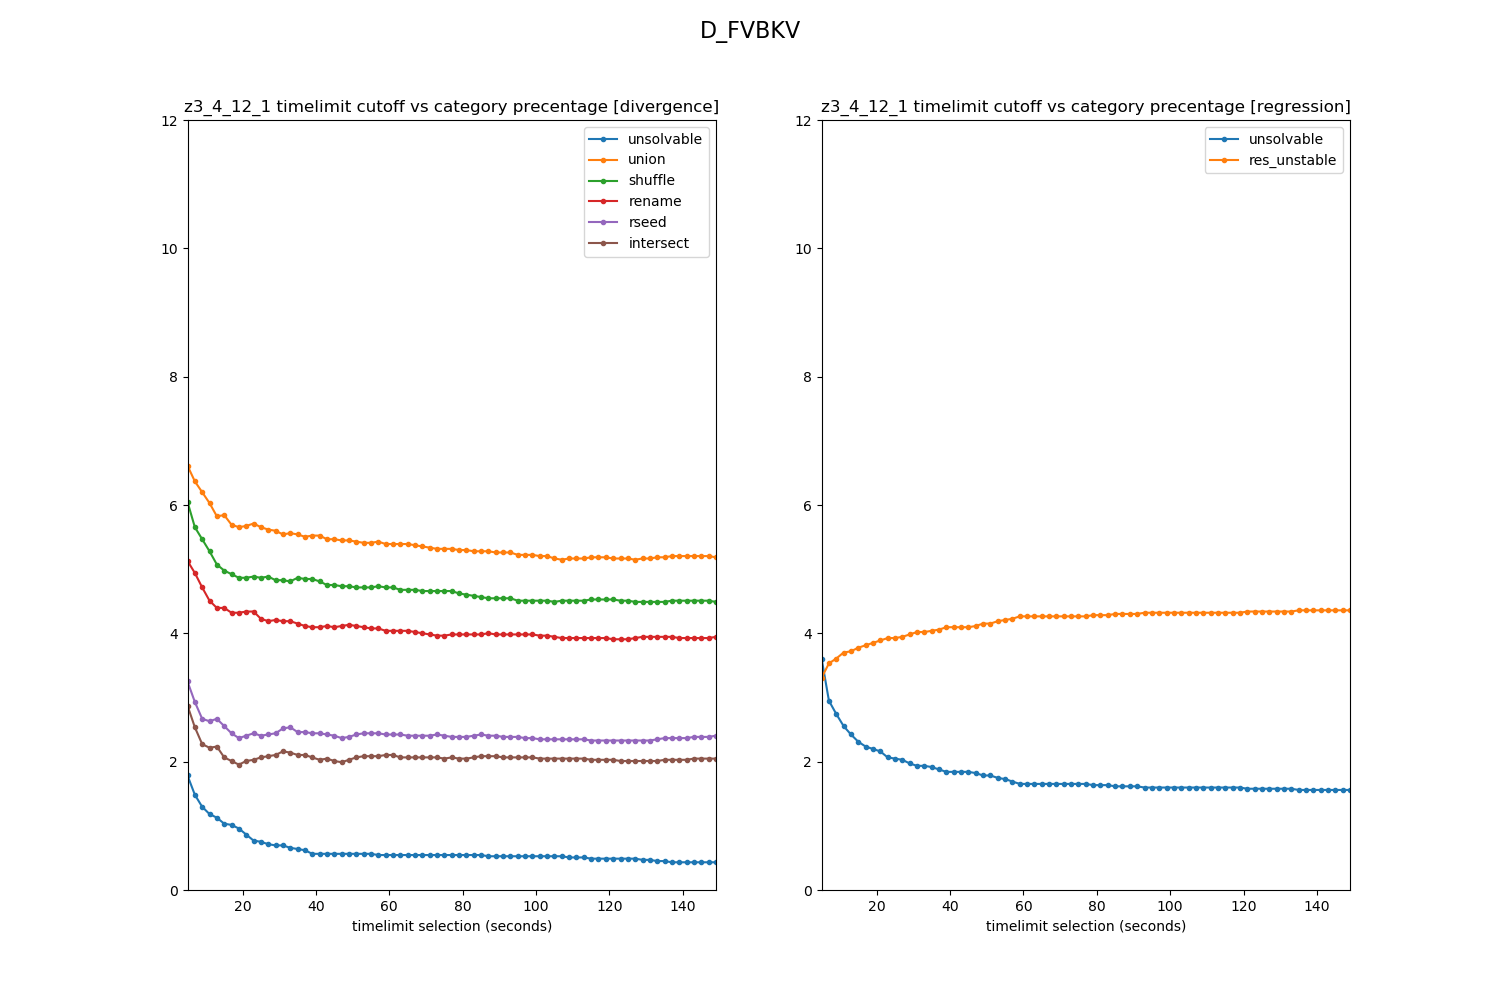 D_FVBKV
z3_4_12_1 timelimit cutoff vs category precentage [divergence]
12
10
8
6
4
2
0
20 40 60 80 100 120 140
timelimit selection (seconds)
unsolvable
union
shuffle
rename
rseed
intersect
z3_4_12_1 timelimit cutoff vs category precentage [regression]
12
10
8
6
4
2
0
20 40 60 80 100 120 140
timelimit selection (seconds)
unsolvable
res_unstable